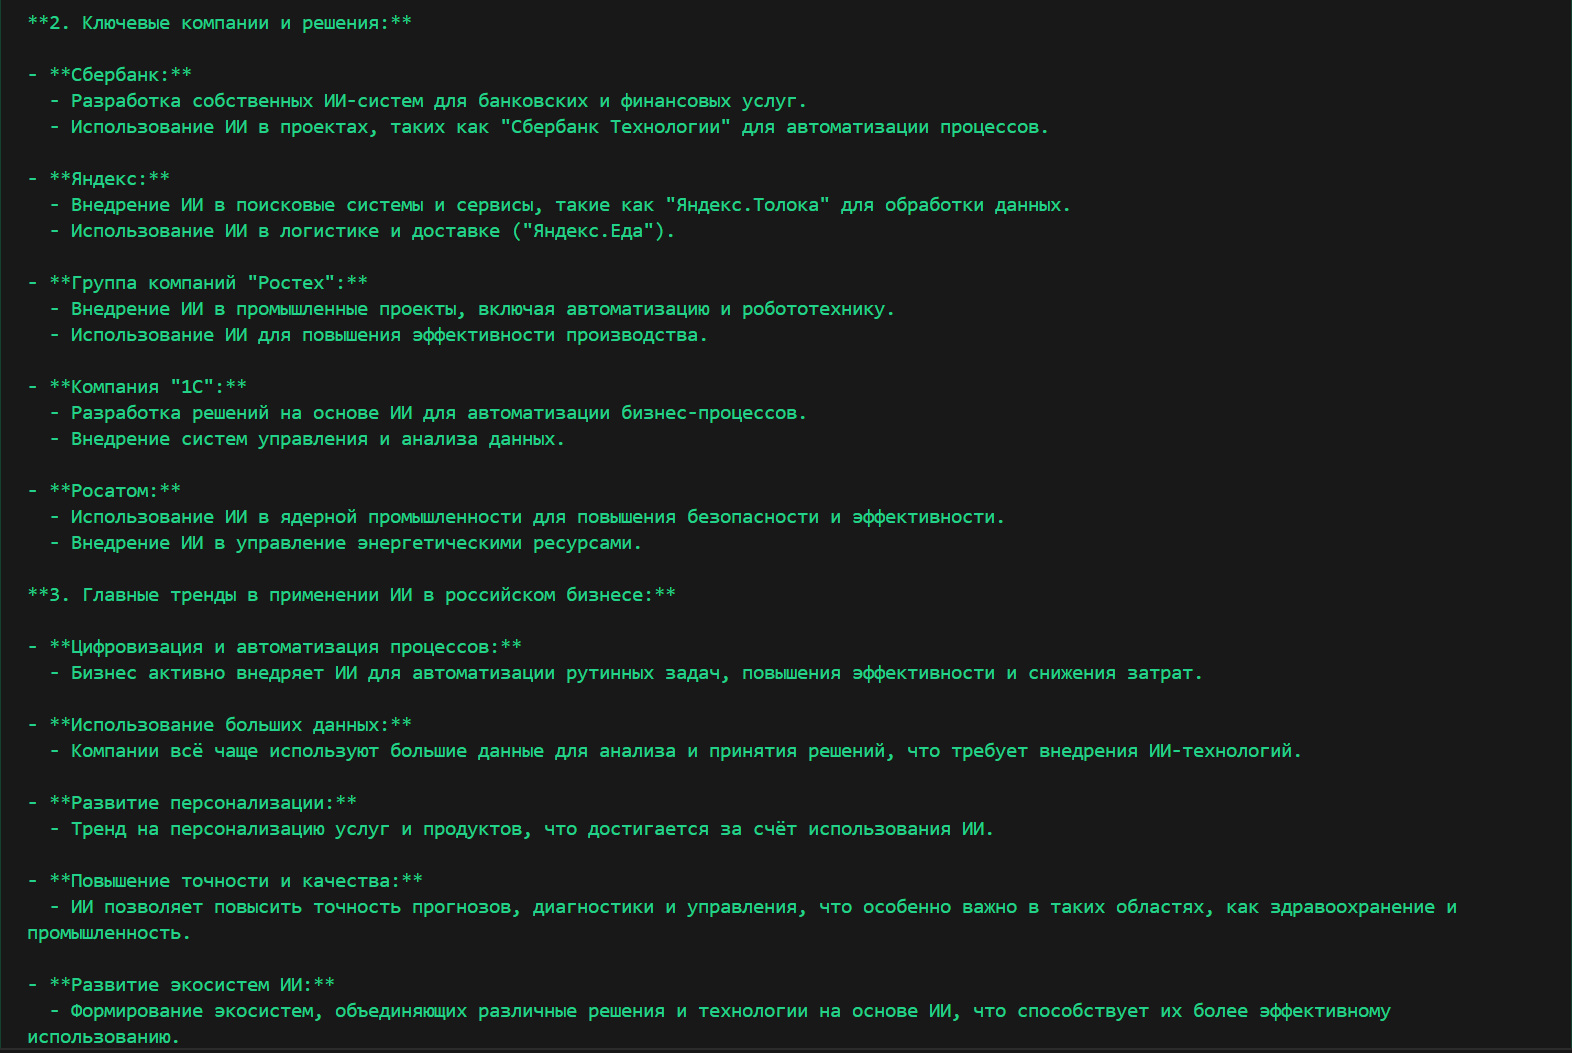 **2. Ключевые компании и решения:**
- **Сбербанк:**
- Разработка собственных ИИ-систем для банковских и финансовых услуг.
- Использование ИИ в проектах, таких как "Сбербанк Технологии" для автоматизации процессов.
- **Яндекс:**
- Внедрение ИИ в поисковые системы и сервисы, такие как "Яндекс.Толока" для обработки данных.
- Использование ИИ в логистике и доставке ("Яндекс.Еда").
- **Группа компаний "Ростех":**
- Внедрение ИИ в промышленные проекты, включая автоматизацию и робототехнику.
- Использование ИИ для повышения эффективности производства.
- **Компания "1С":**
- Разработка решений на основе ИИ для автоматизации бизнес-процессов.
- Внедрение систем управления и анализа данных.
- **Росатом:**
- Использование ИИ в ядерной промышленности для повышения безопасности и эффективности.
- Внедрение ИИ в управление энергетическими ресурсами.
**3. Главные тренды в применении ИИ в российском бизнесе:**
- **Цифровизация и автоматизация процессов:**
- Бизнес активно внедряет ИИ для автоматизации рутинных задач, повышения эффективности и снижения затрат.
- **Использование больших данных:**
- Компании всё чаще используют большие данные для анализа и принятия решений, что требует внедрения ИИ-технологий.
- **Развитие персонализации:**
- Тренд на персонализацию услуг и продуктов, что достигается за счёт использования ИИ.
- **Повышение точности и качества:**
- ИИ позволяет повысить точность прогнозов, диагностики и управления, что особенно важно в таких областях, как здравоохранение и
промышленность.
- **Развитие экосистем ИИ:**
- Формирование экосистем, объединяющих различные решения и технологии на основе ИИ, что способствует их более эффективному
использованию.